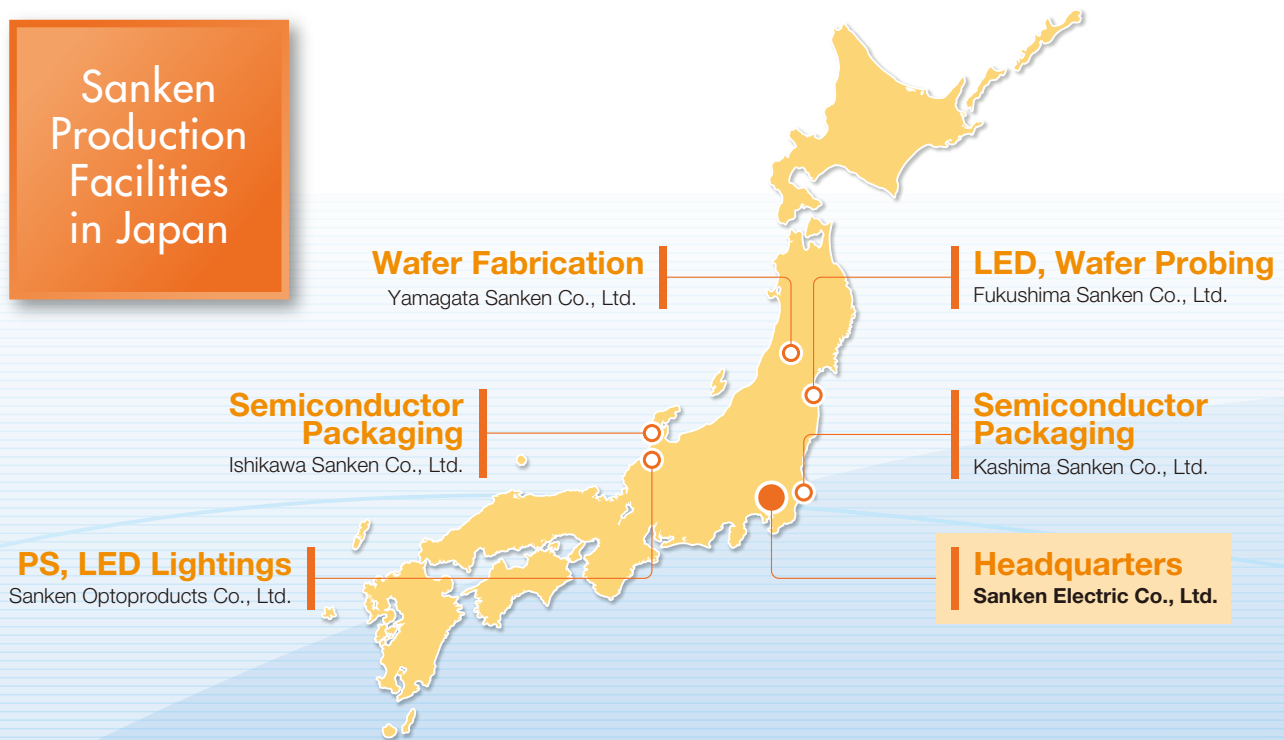 Sanken
Production
Facilities
in Japan
Wafer Fabrication
Yamagata Sanken Co., Ltd.
LED, Wafer Probing
Fukushima Sanken Co., Ltd.
Semiconductor
Packaging
Ishikawa Sanken Co., Ltd.
Semiconductor
Packaging
Kashima Sanken Co., Ltd.
PS, LED Lightings
Sanken Optoproducts Co., Ltd.
Headquarters
Sanken Electric Co., Ltd.